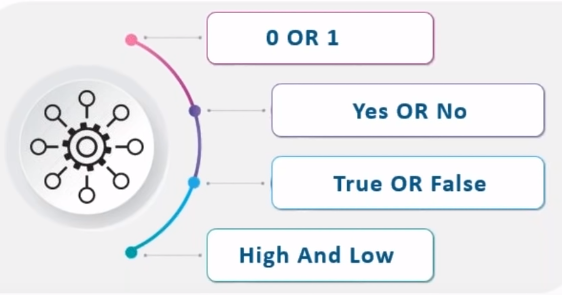 0 OR 1
Yes OR No
True OR False
High And Low